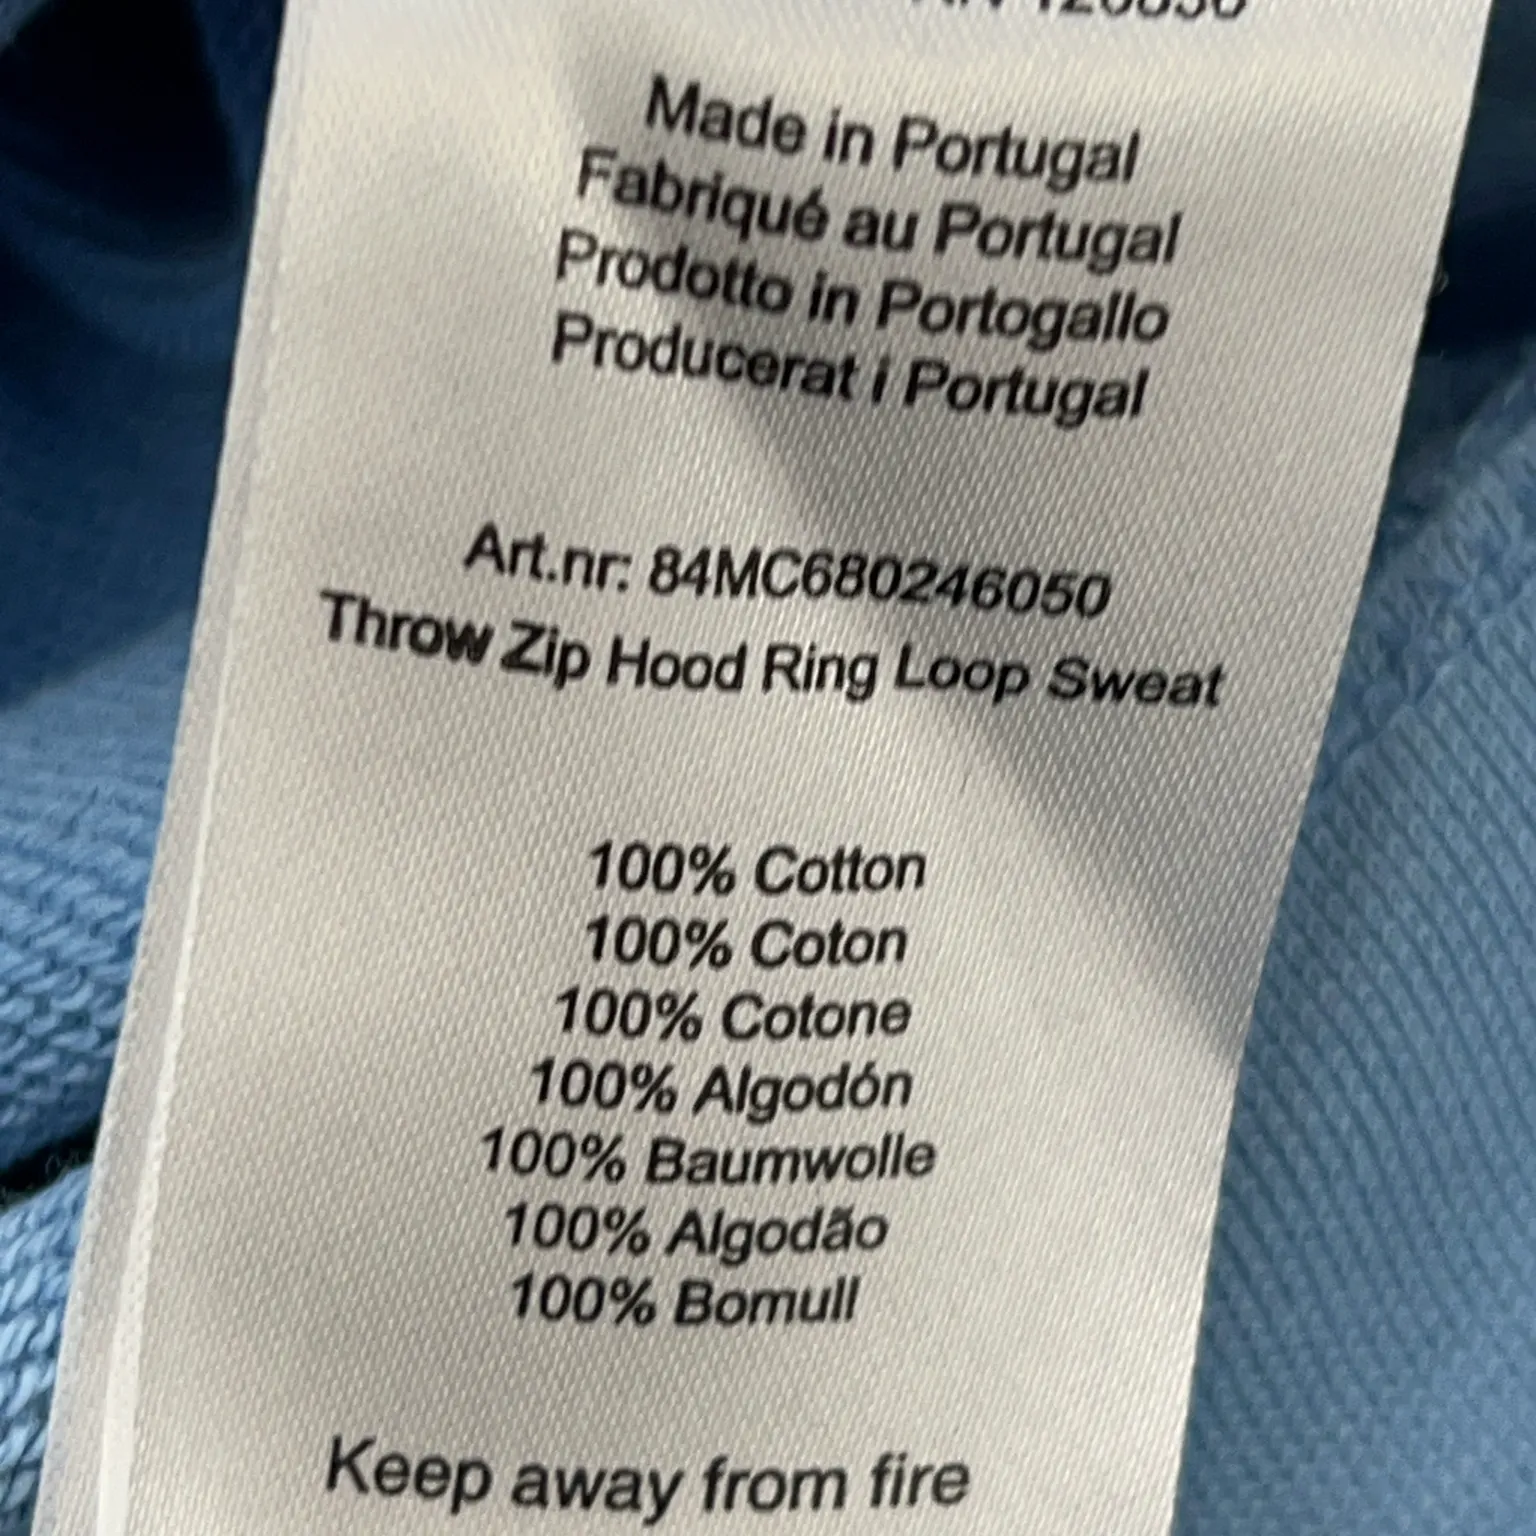 Made in Portugal
Fabriqué au Portugal
Prodotto in Portogallo
Producerat i Portugal
Art.nr: 84MC680246050
Throw Zip Hood Ring Loop Sweat
100% Cotton
100% Coton
100% Cotone
100% Algodón
100% Baumwolle
100% Algodão
100% Bomull
Keep away from fire